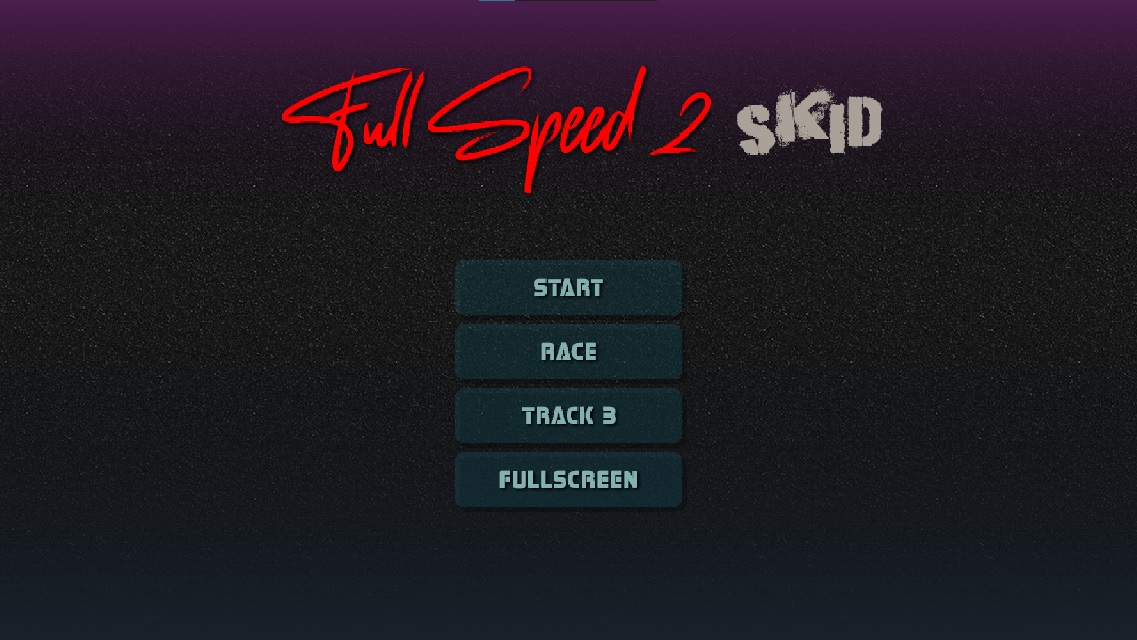 Full Speed 2 SKID
START
RACE
TRACK 3
FULLSCREEN